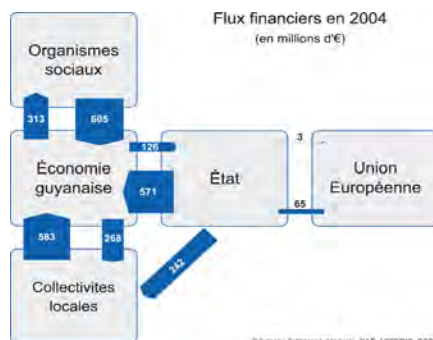 Flux financiers en 2004
(en millions d'€)
Organismes
sociaux
313
605
Économie
guyanaise
126
571
État
3
65
Union
Européenne
583
268
242
Collectivites
locales